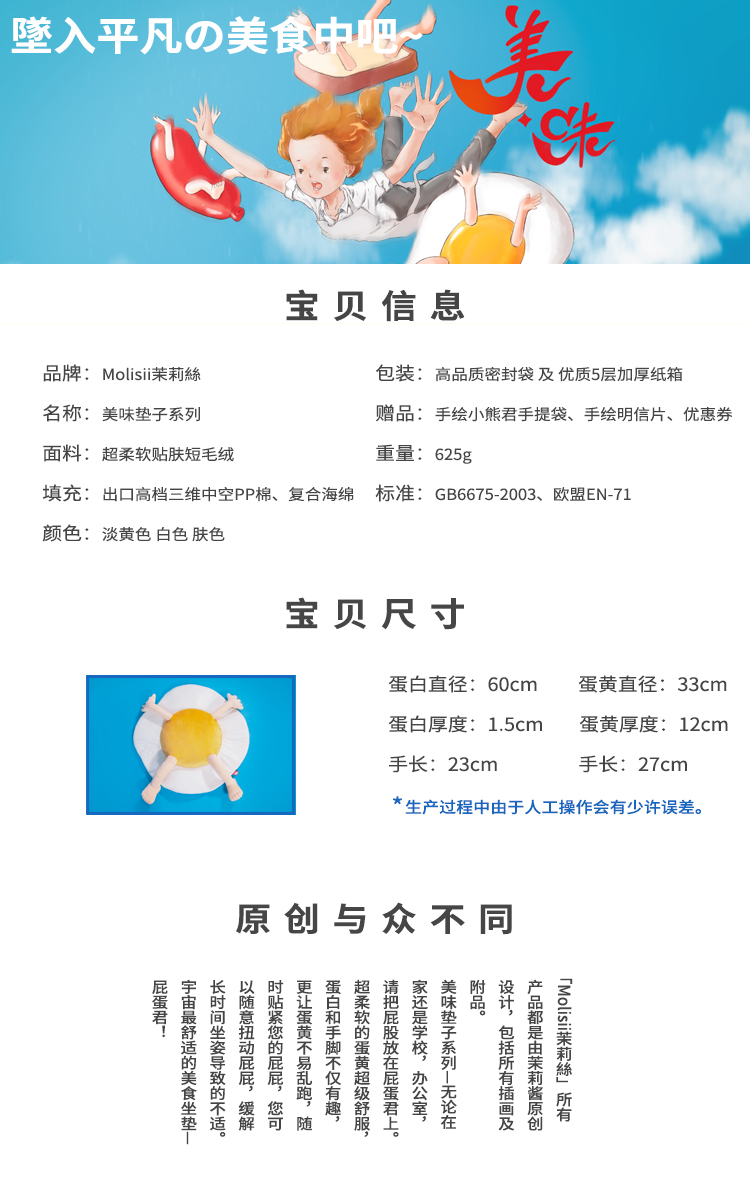 墜入平凡の美食中吧~
美味
宝贝信息
品牌：Molisii茉莉絲
包装：高品质密封袋 及 优质5层加厚纸箱
名称：美味垫子系列
赠品：手绘小熊君手提袋、手绘明信片、优惠券
面料：超柔软贴肤短毛绒
重量：625g
填充：出口高档三维中空PP棉、复合海绵
标准：GB6675-2003、欧盟EN-71
颜色：淡黄色 白色 肤色
宝贝尺寸
蛋白直径：60cm
蛋黄直径：33cm
蛋白厚度：1.5cm
蛋黄厚度：12cm
手长：23cm
手长：27cm
*生产过程中由于人工操作会有少许误差。
原创与众不同
「Molisii茉莉絲」所有
产品都是由茉莉酱原创
设计，包括所有插画及
附品。
美味垫子系列—无论在
家还是学校，办公室，
请把屁股放在屁蛋君上。
超柔软的蛋黄超级舒服，
蛋白和手脚不仅有趣，
更让蛋黄不易乱跑，随
时贴紧您的屁屁，您可
以随意扭动屁屁，缓解
长时间坐姿导致的不适。
宇宙最舒适的美食坐垫—
屁蛋君！